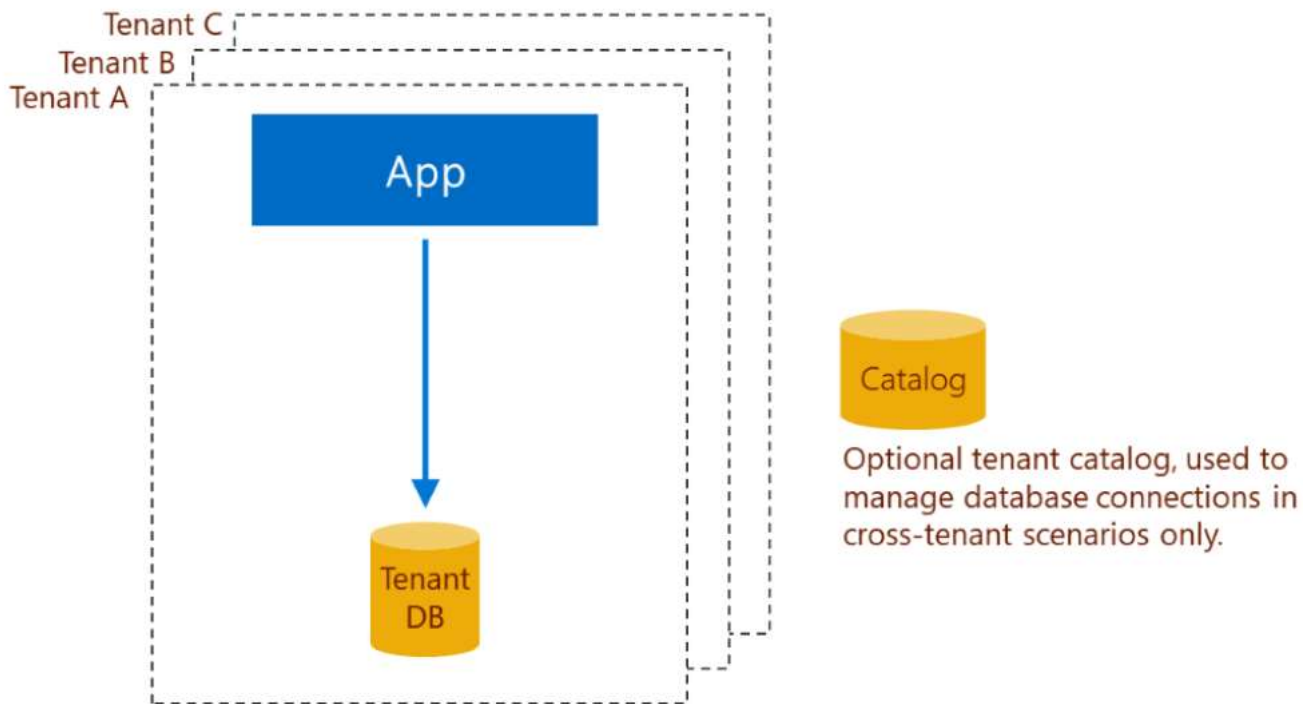 Tenant C
Tenant B
Tenant A
App
Tenant
DB
Catalog
Optional tenant catalog, used to
manage database connections in
cross-tenant scenarios only.